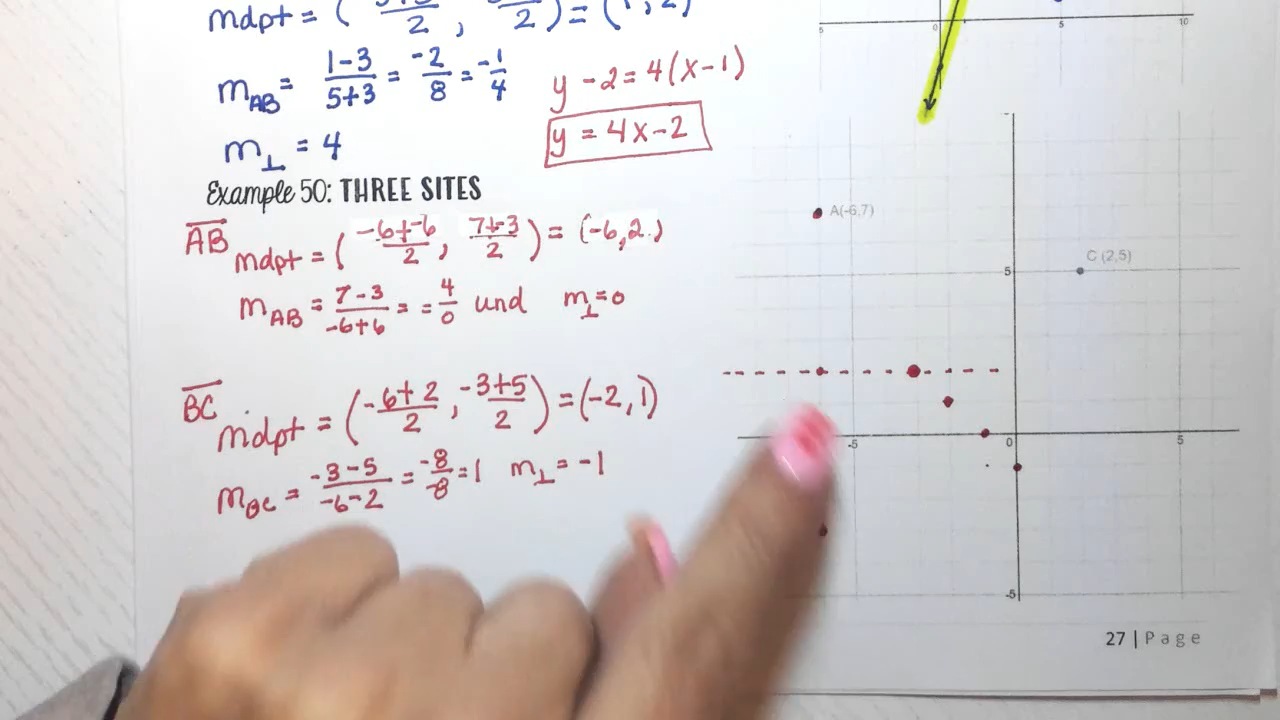 mdpt = ( /2 , /2 ) = (1, 2)
m_AB = 1-3/5+3 = -2/8 = -1/4
y - 2 = 4(x-1)
m⊥ = 4
y = 4x-2
Example 50: THREE SITES
AB mdpt = ( -6+-6/2 , 7+-3/2 ) = (-6,2)
m_AB = 7-3/-6+6 = = 4/0 und m⊥=0
BC mdpt = ( -6+2/2 , -3+5/2 ) = (-2, 1)
m_BC = -3-5/-6-2 = -8/-8 = 1 m⊥ = -1
5 0 10
A(-6,7)
C (2,5)
5
-5 0 5
-5
27 | Page